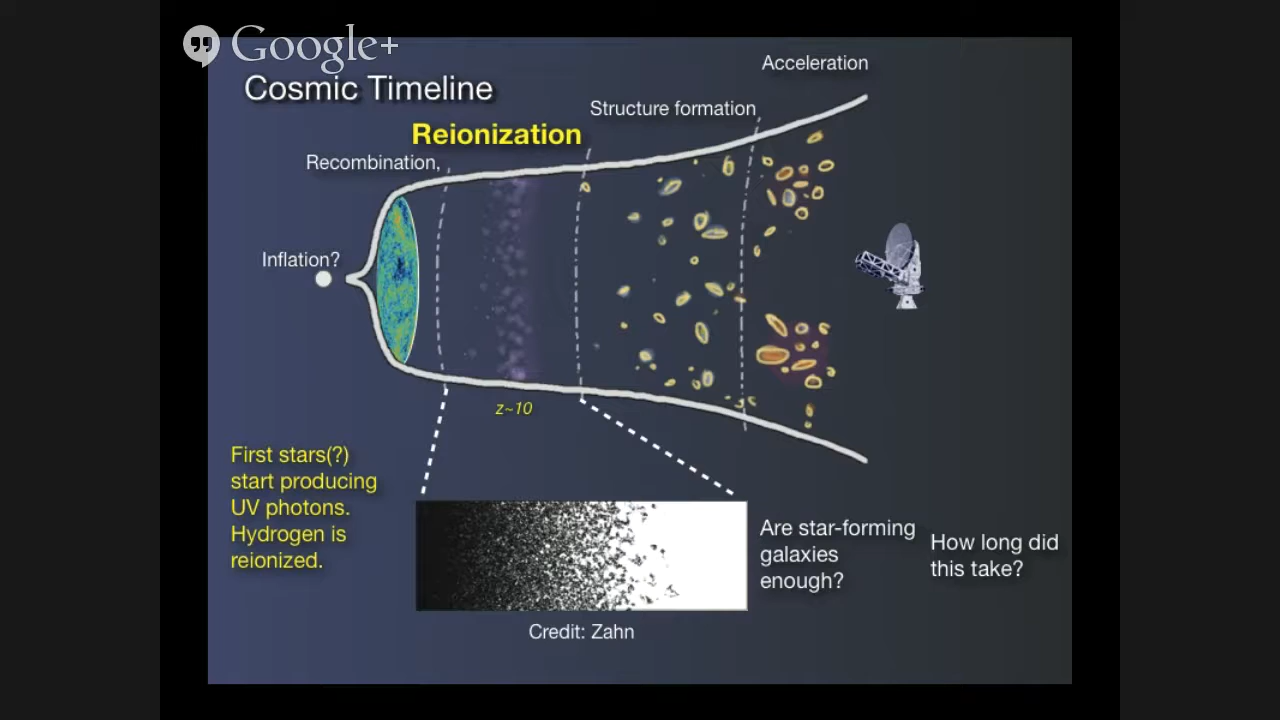 Google+
Cosmic Timeline
Acceleration
Structure formation
Reionization
Recombination,
Inflation?
z~10
First stars(?)
start producing
UV photons.
Hydrogen is
reionized.
Are star-forming
galaxies
enough?
How long did
this take?
Credit: Zahn